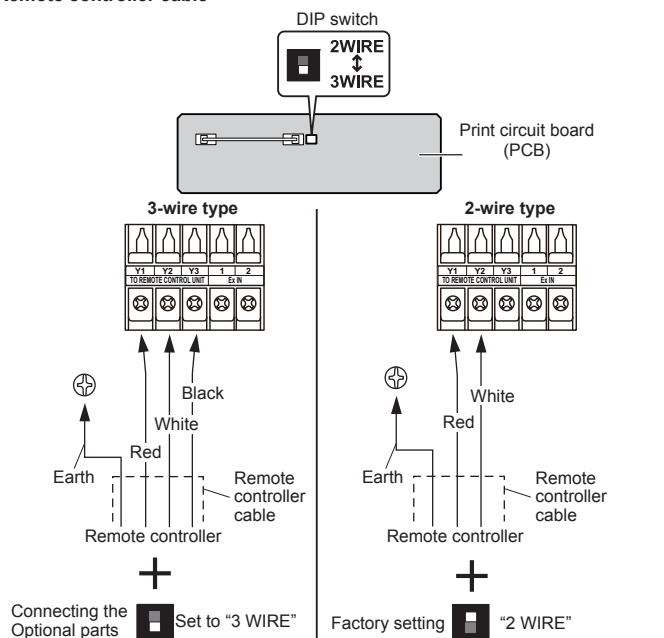 Remote controller cable
DIP switch
2WIRE
3WIRE
Print circuit board
(PCB)
3-wire type
Y1 Y2 Y3 1 2
TO REMOTE CONTROL UNIT Ex IN
Black
White
Red
Earth
Remote
controller
cable
Remote controller
+
Connecting the
Optional parts
Set to “3 WIRE”
2-wire type
Y1 Y2 Y3 1 2
TO REMOTE CONTROL UNIT Ex IN
White
Red
Earth
Remote
controller
cable
Remote controller
+
Factory setting “2 WIRE”